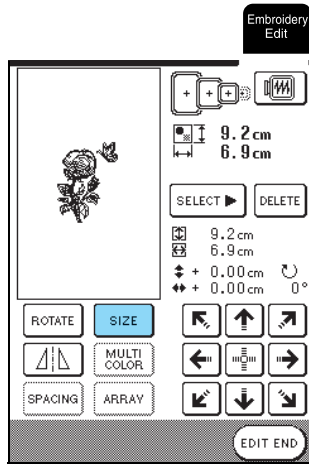 Embroidery
Edit
9.2cm
6.9cm
SELECT ▶ DELETE
9.2cm
6.9cm
+ 0.00cm
+ 0.00cm 0°
ROTATE SIZE
MULTI
COLOR
SPACING ARRAY
EDIT END